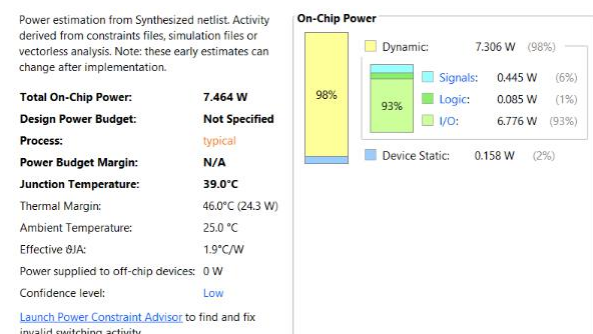 Power estimation from Synthesized netlist. Activity
derived from constraints files, simulation files or
vectorless analysis. Note: these early estimates can
change after implementation.
Total On-Chip Power: 7.464 W
Design Power Budget: Not Specified
Process: typical
Power Budget Margin: N/A
Junction Temperature: 39.0°C
Thermal Margin: 46.0°C (24.3 W)
Ambient Temperature: 25.0 °C
Effective ϑJA: 1.9°C/W
Power supplied to off-chip devices: 0 W
Confidence level: Low
Launch Power Constraint Advisor to find and fix
invalid switching activity
On-Chip Power
98%
93%
Dynamic: 7.306 W (98%)
Signals: 0.445 W (6%)
Logic: 0.085 W (1%)
I/O: 6.776 W (93%)
Device Static: 0.158 W (2%)